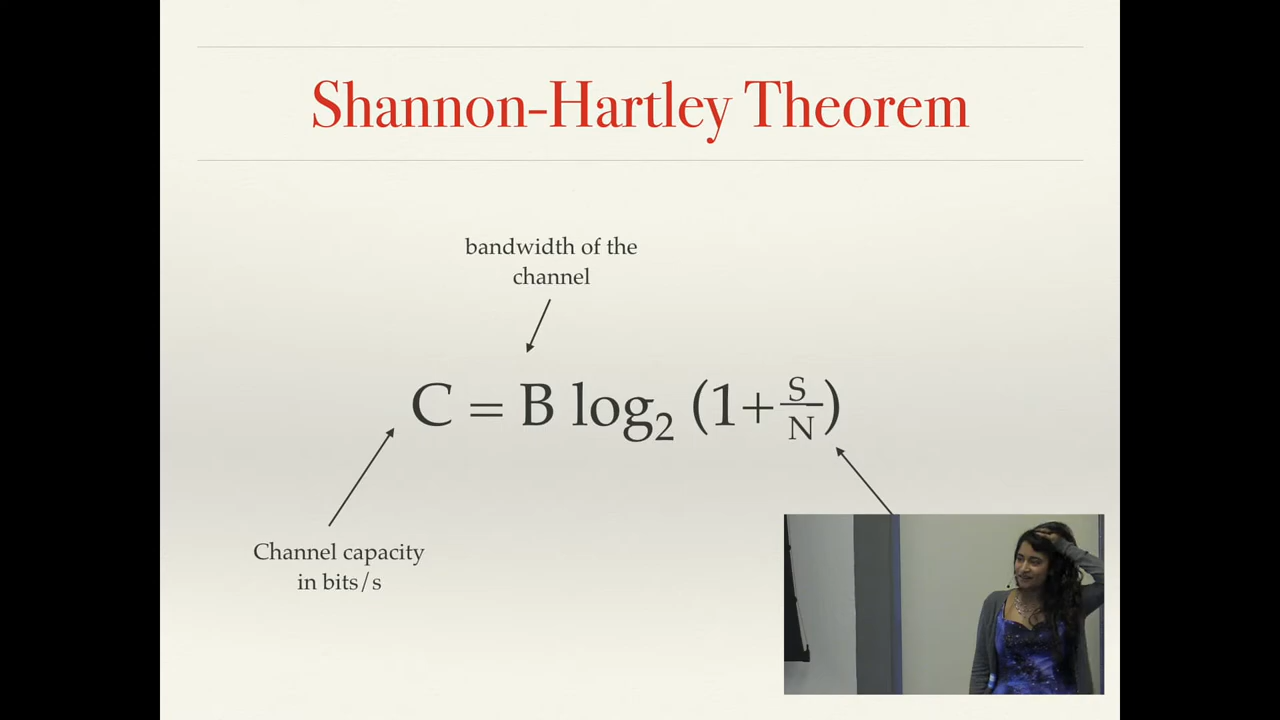 Shannon-Hartley Theorem
bandwidth of the
channel
C = B log₂ (1+ S/N)
Channel capacity
in bits/s